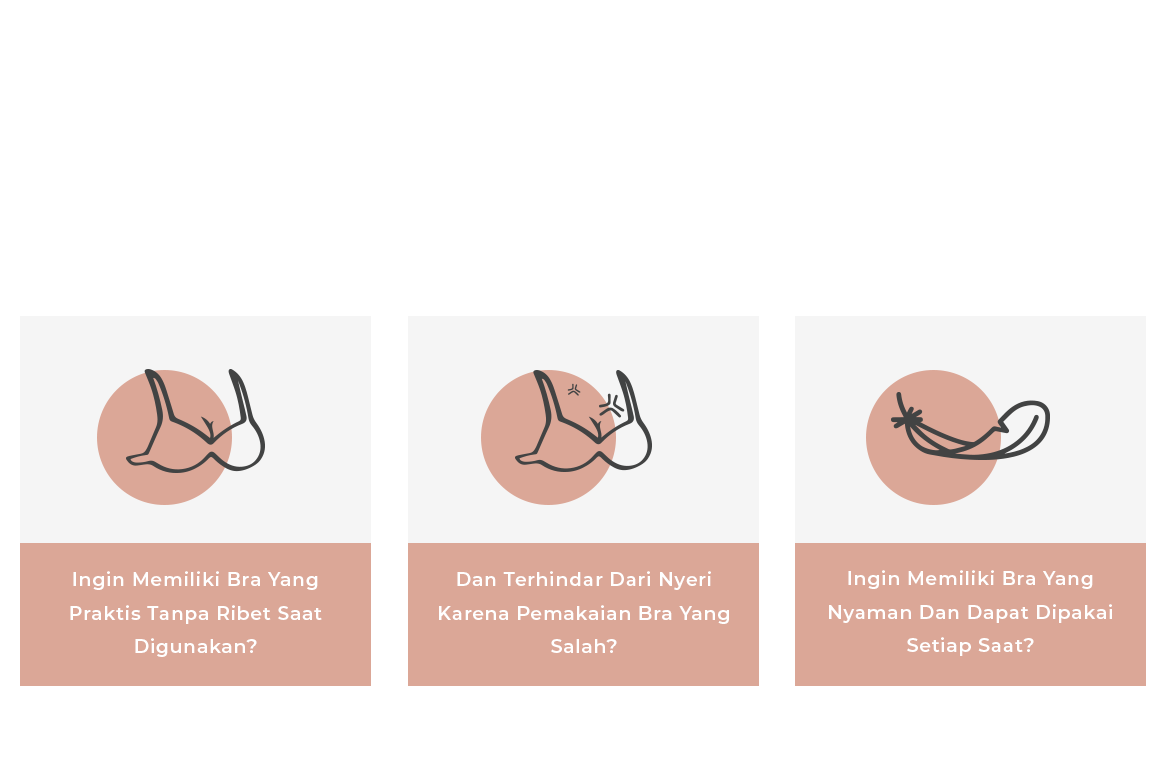 Ingin Memiliki Bra Yang
Praktis Tanpa Ribet Saat
Digunakan?
Dan Terhindar Dari Nyeri
Karena Pemakaian Bra Yang
Salah?
Ingin Memiliki Bra Yang
Nyaman Dan Dapat Dipakai
Setiap Saat?